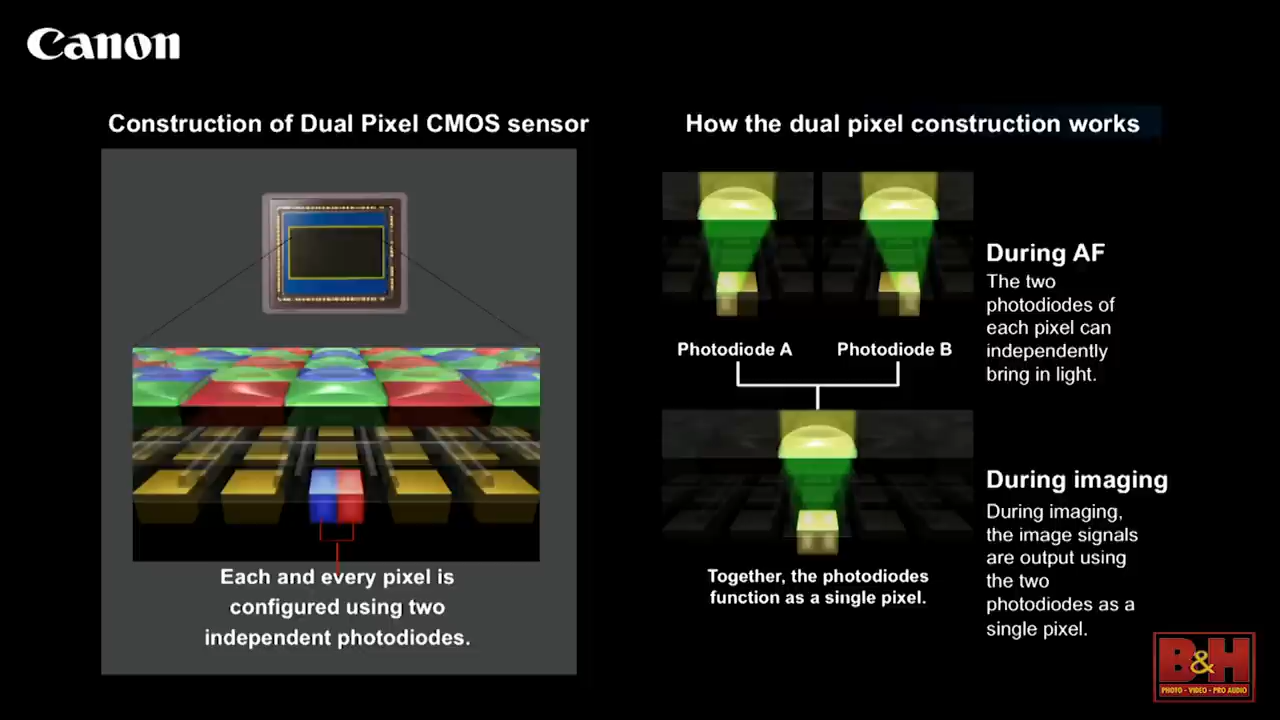 Canon
Construction of Dual Pixel CMOS sensor
Each and every pixel is
configured using two
independent photodiodes.
How the dual pixel construction works
Photodiode A
Photodiode B
During AF
The two
photodiodes of
each pixel can
independently
bring in light.
Together, the photodiodes
function as a single pixel.
During imaging
During imaging,
the image signals
are output using
the two
photodiodes as a
single pixel.
B&H
PHOTO - VIDEO - PRO AUDIO